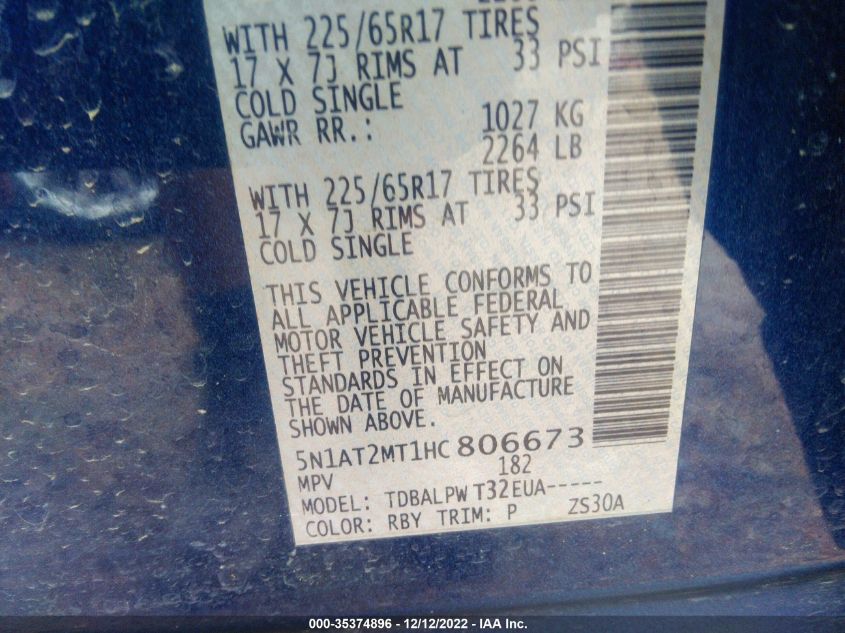 WITH 225/65R17 TIRES
17 X 7J RIMS AT 33 PSI
COLD SINGLE
GAWR RR.: 1027 KG
2264 LB
WITH 225/65R17 TIRES
17 X 7J RIMS AT 33 PSI
COLD SINGLE
THIS VEHICLE CONFORMS TO
ALL APPLICABLE FEDERAL
MOTOR VEHICLE SAFETY AND
THEFT PREVENTION
STANDARDS IN EFFECT ON
THE DATE OF MANUFACTURE
SHOWN ABOVE.
5N1AT2MT1HC 806673
MPV 182
MODEL: TDBALPW T32EUA-----
COLOR: RBY TRIM: P ZS30A
000-35374896 - 12/12/2022 - IAA Inc.